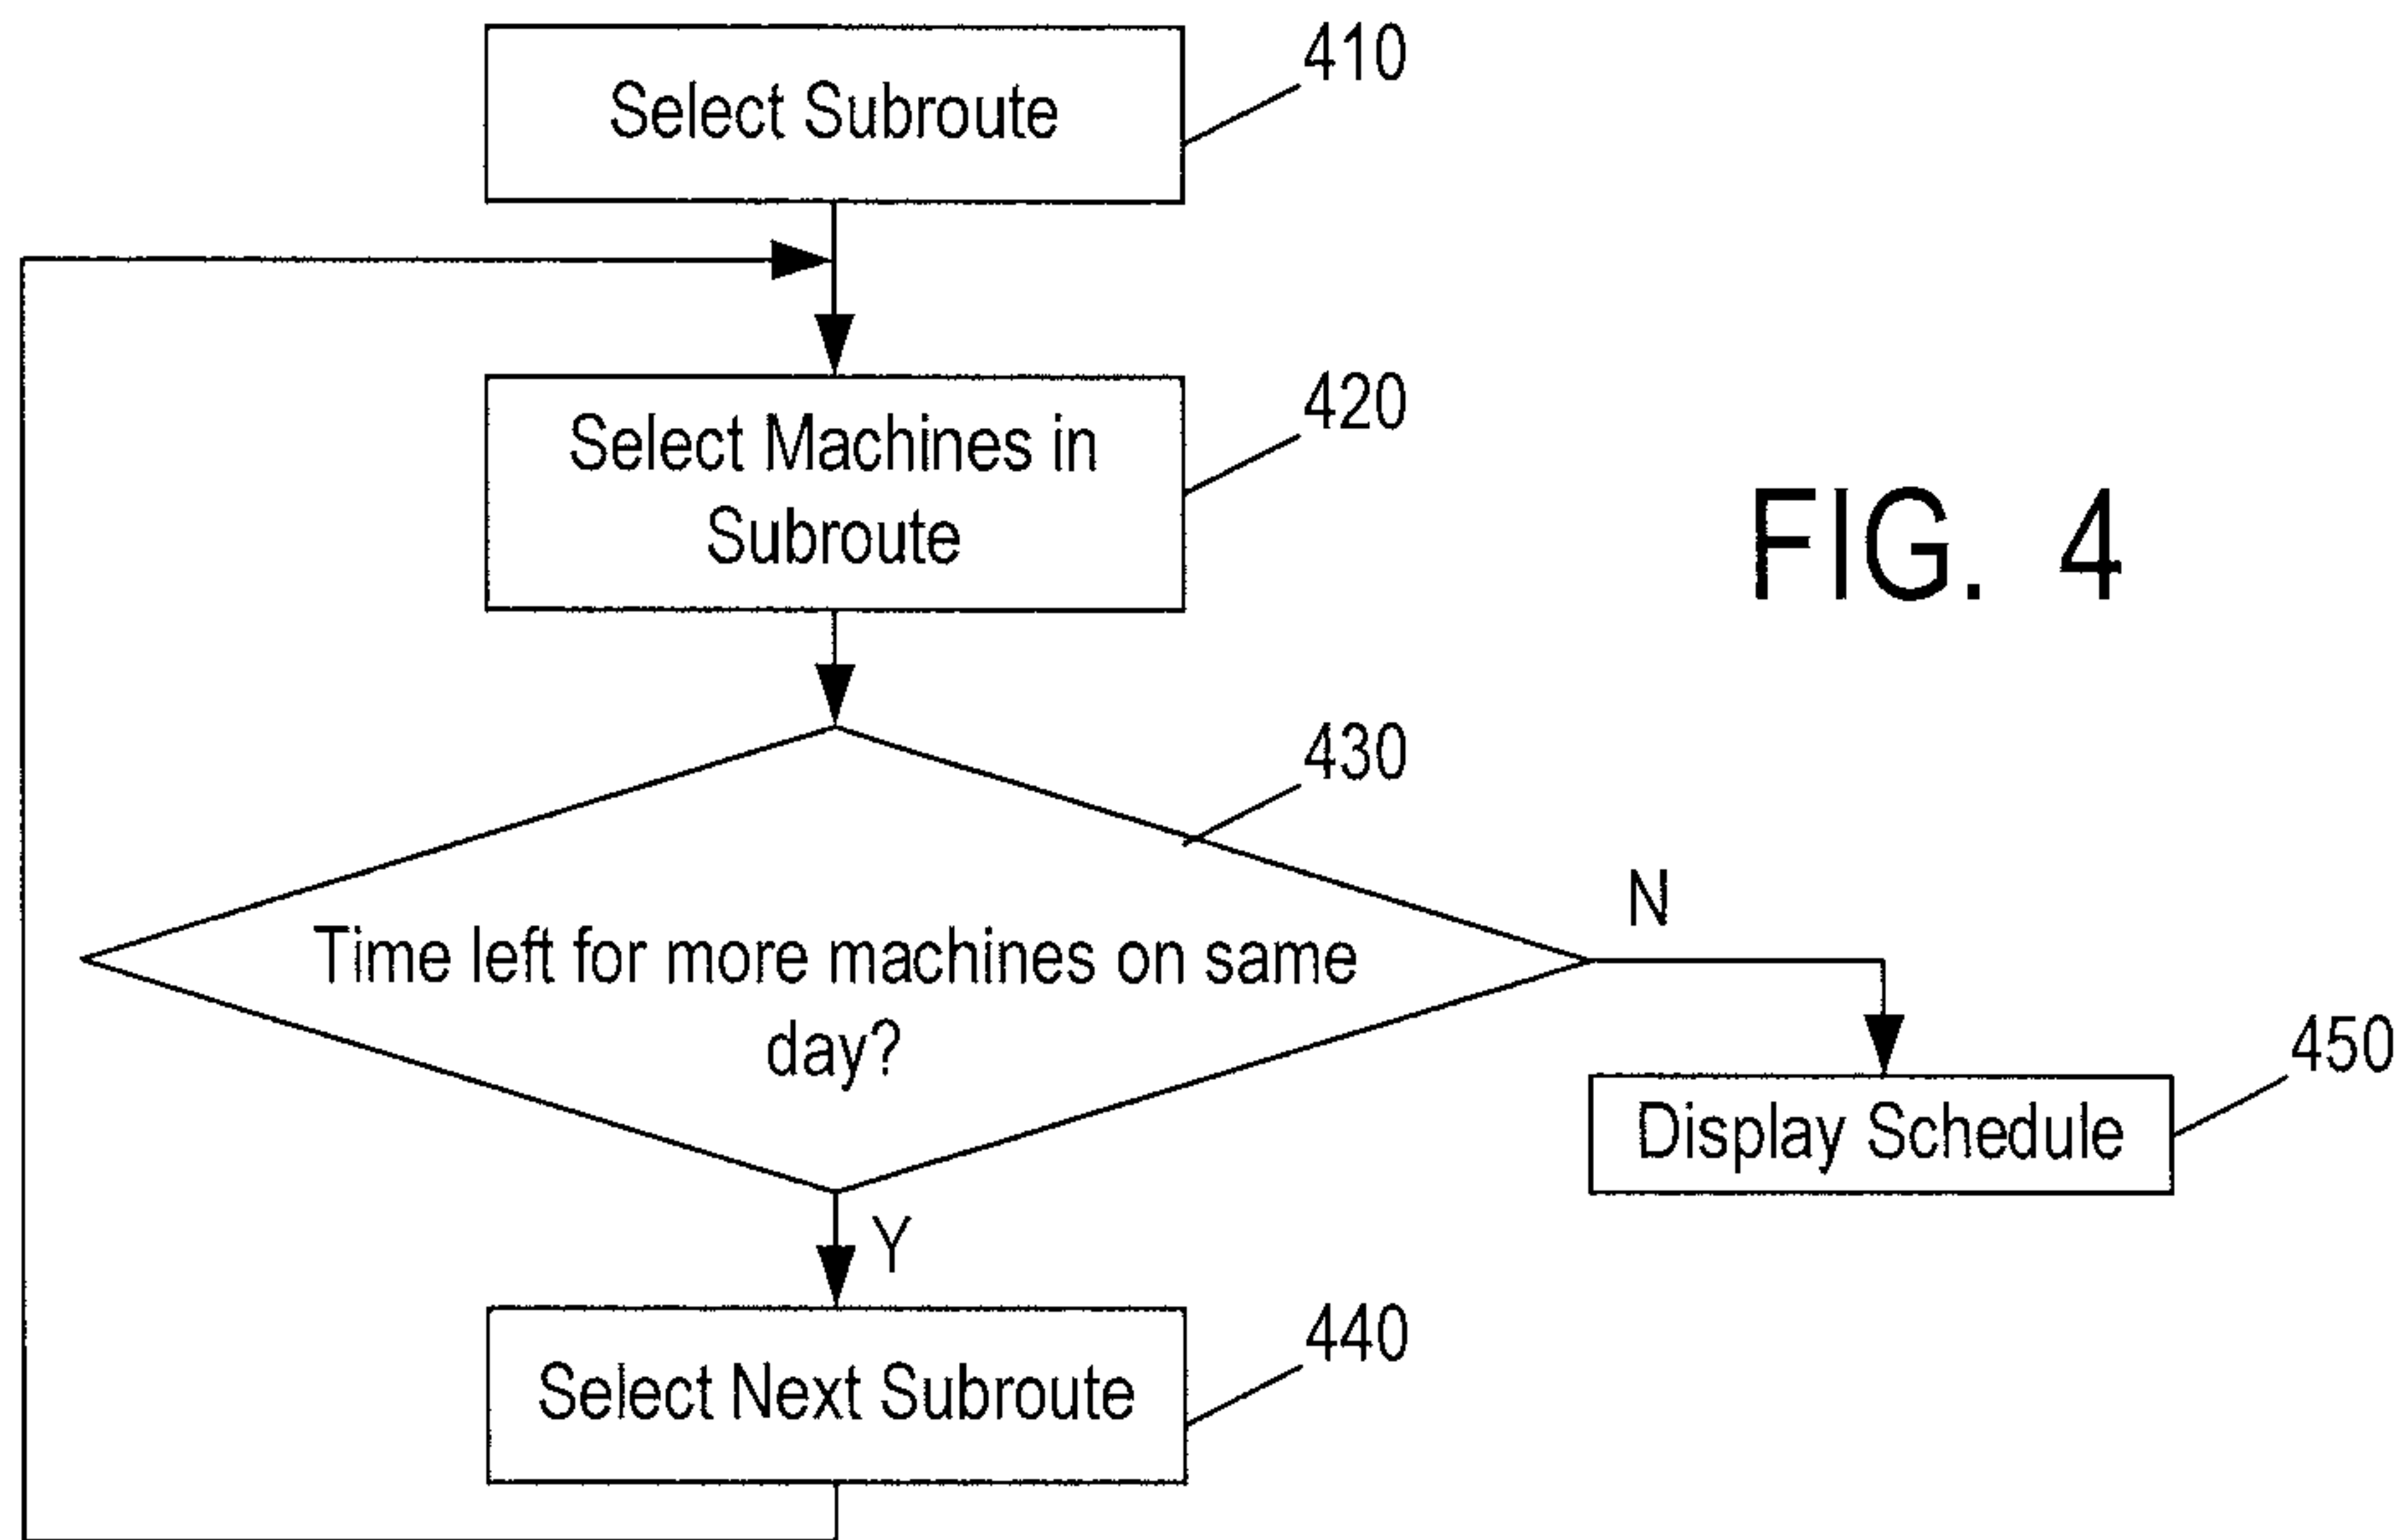 410
Select Subroute
420
Select Machines in
Subroute
FIG. 4
430
N
Time left for more machines on same
day?
450
Display Schedule
Y
440
Select Next Subroute